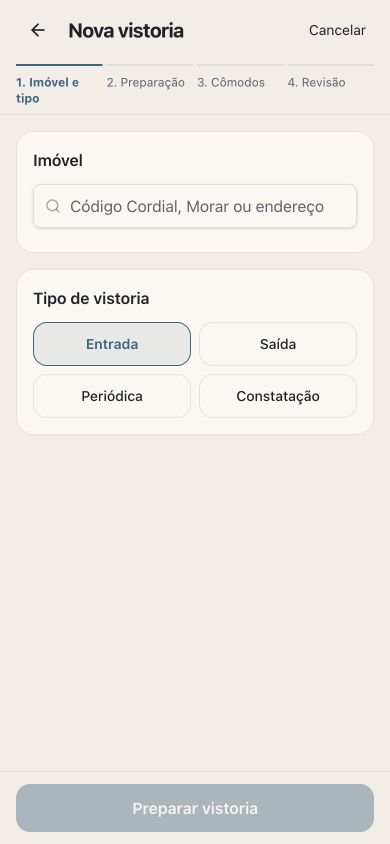 Nova vistoria
Cancelar
1. Imóvel e
tipo
2. Preparação
3. Cômodos
4. Revisão
Imóvel
Código Cordial, Morar ou endereço
Tipo de vistoria
Entrada
Saída
Periódica
Constatação
Preparar vistoria